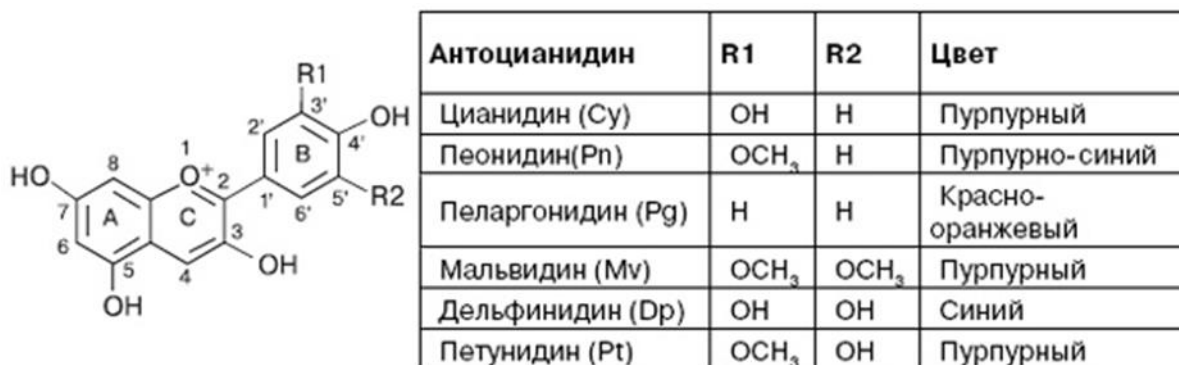 R1
3'
OH
2'
4'
B
8
1
O+
2
5'
R2
HO
1'
6'
7
A
C
3
6
5
4
OH
OH
Антоцианидин R1 R2 Цвет
Цианидин (Cy) OH H Пурпурный
Пеонидин(Pn) OCH₃ H Пурпурно-синий
Пеларгонидин (Pg) H H Красно-
оранжевый
Мальвидин (Mv) OCH₃ OCH₃ Пурпурный
Дельфинидин (Dp) OH OH Синий
Петунидин (Pt) OCH₃ OH Пурпурный